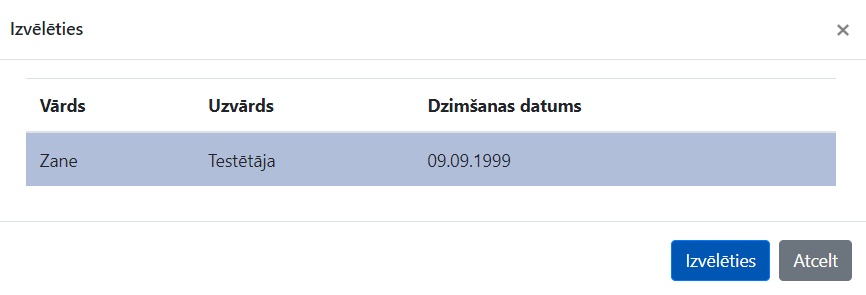 Izvēlēties ×
Vārds Uzvārds Dzimšanas datums
Zane Testētāja 09.09.1999
Izvēlēties Atcelt